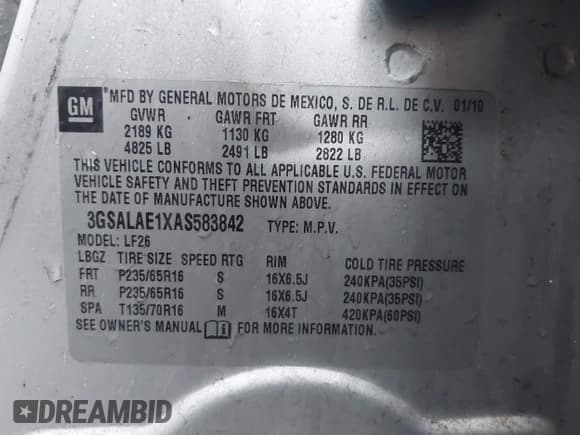 GM
*MFD BY GENERAL MOTORS DE MEXICO, S. DE R.L. DE C.V. 01/10
GVWR GAWR FRT GAWR RR
2189 KG 1130 KG 1280 KG
4825 LB 2491 LB 2822 LB
THIS VEHICLE CONFORMS TO ALL APPLICABLE U.S. FEDERAL MOTOR
VEHICLE SAFETY AND THEFT PREVENTION STANDARDS IN EFFECT ON
THE DATE OF MANUFACTURE SHOWN ABOVE.
3GSALAE1XAS583842 TYPE: M.P.V.
MODEL: LF26
LBGZ TIRE SIZE SPEED RTG RIM COLD TIRE PRESSURE
FRT P235/65R16 S 16X6.5J 240KPA(35PSI)
RR P235/65R16 S 16X6.5J 240KPA(35PSI)
SPA T135/70R16 M 16X4T 420KPA(60PSI)
SEE OWNER'S MANUAL FOR MORE INFORMATION.
DREAMBID